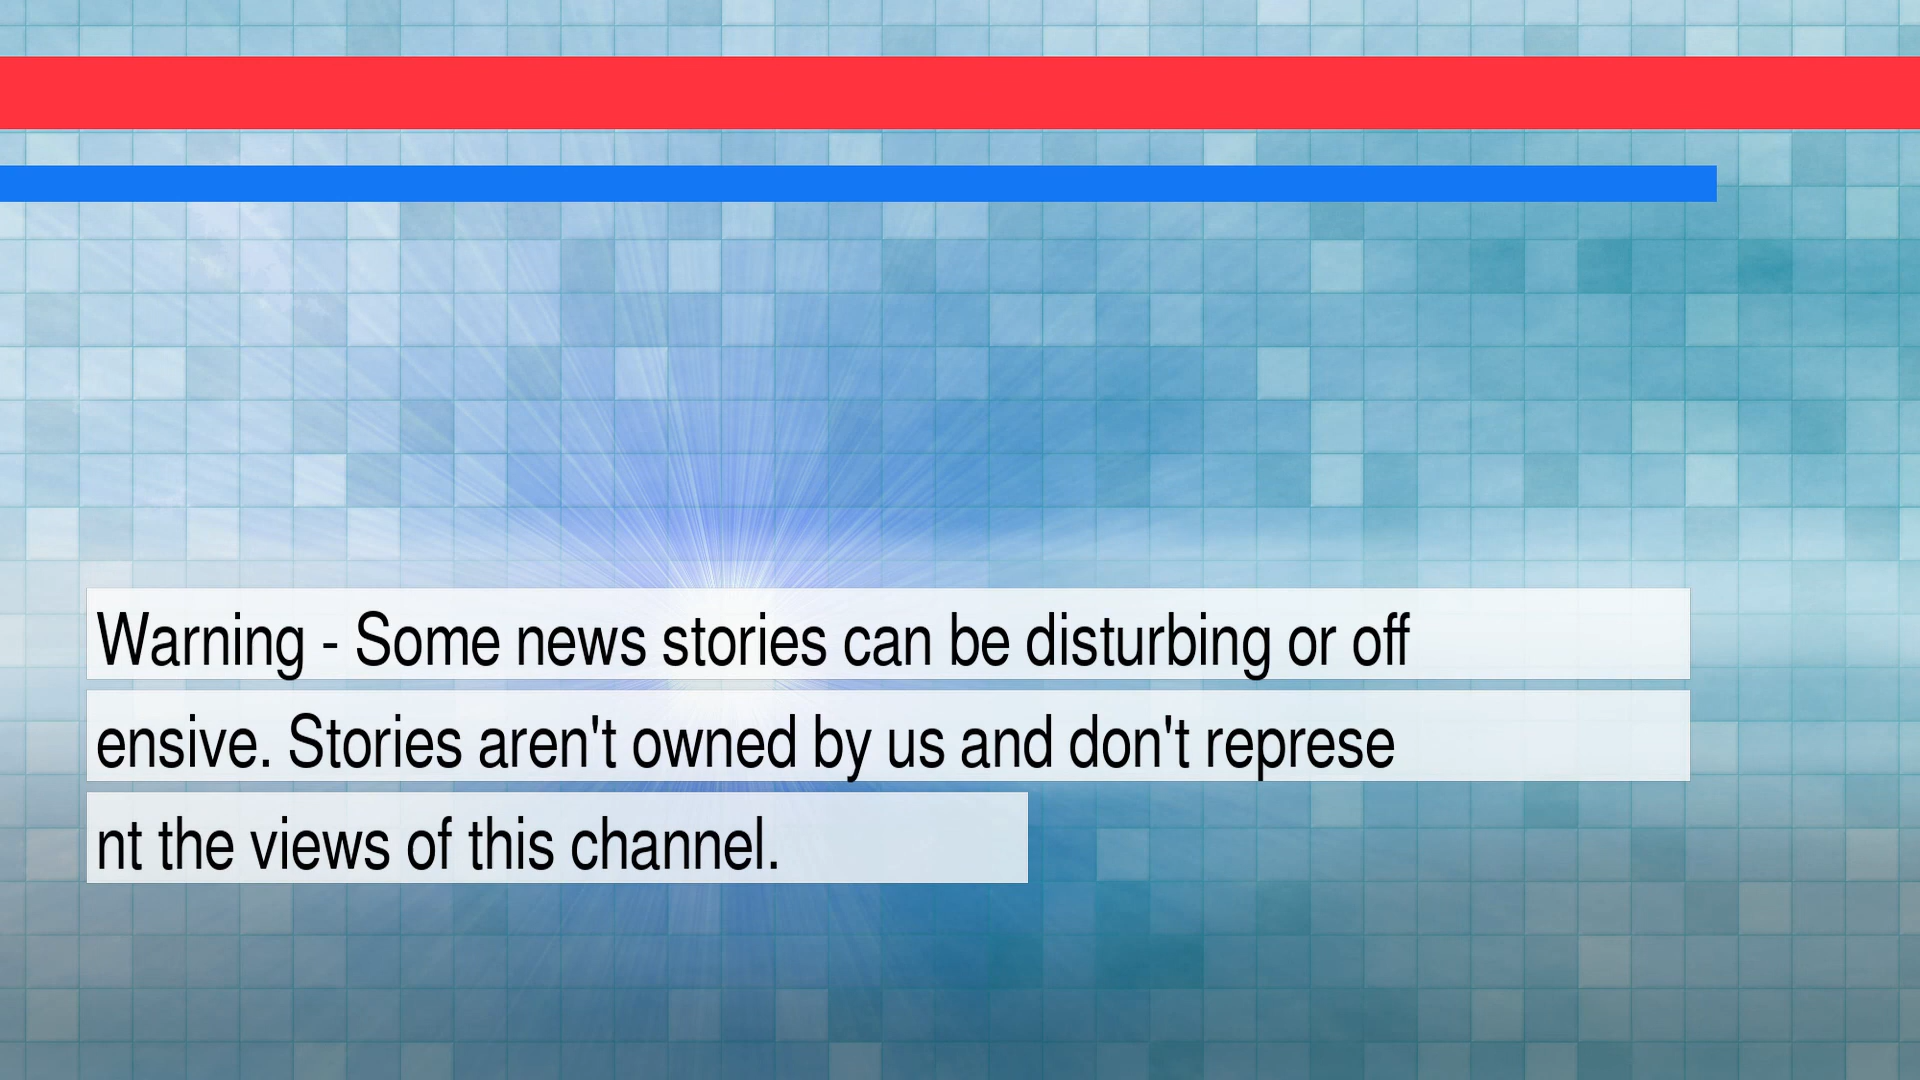 Warning - Some news stories can be disturbing or off
ensive. Stories aren't owned by us and don't represe
nt the views of this channel.